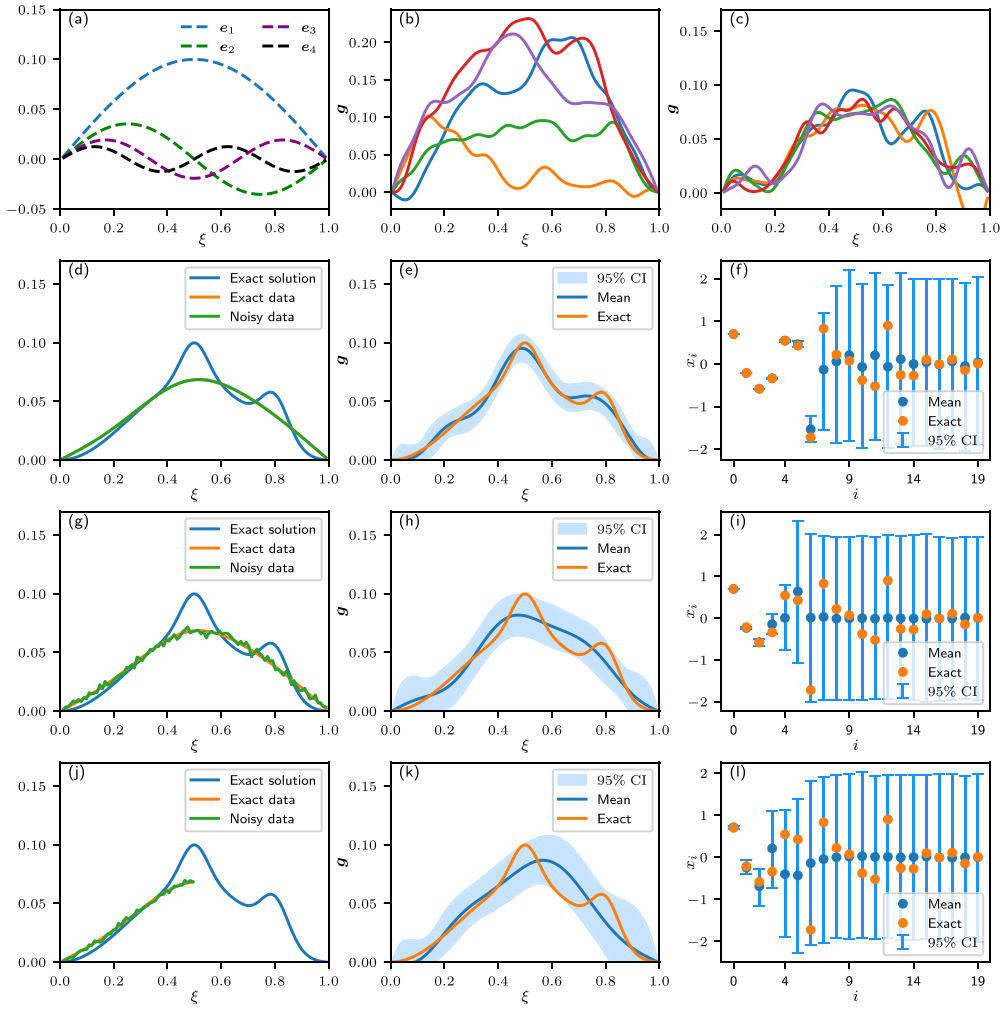 (a)
e1 e3
e2 e4
0.15
0.10
0.05
0.00
−0.05
0.0 0.2 0.4 0.6 0.8 1.0
ξ
(b)
g
0.20
0.15
0.10
0.05
0.00
0.0 0.2 0.4 0.6 0.8 1.0
ξ
(c)
g
0.15
0.10
0.05
0.00
0.0 0.2 0.4 0.6 0.8 1.0
ξ
(d)
Exact solution
Exact data
Noisy data
0.15
0.10
0.05
0.00
0.0 0.2 0.4 0.6 0.8 1.0
ξ
(e)
95% CI
Mean
Exact
g
0.15
0.10
0.05
0.00
0.0 0.2 0.4 0.6 0.8 1.0
ξ
(f)
xi
2
1
0
−1
−2
Mean
Exact
95% CI
0 4 9 14 19
i
(g)
Exact solution
Exact data
Noisy data
0.15
0.10
0.05
0.00
0.0 0.2 0.4 0.6 0.8 1.0
ξ
(h)
95% CI
Mean
Exact
g
0.15
0.10
0.05
0.00
0.0 0.2 0.4 0.6 0.8 1.0
ξ
(i)
xi
2
1
0
−1
−2
Mean
Exact
95% CI
0 4 9 14 19
i
(j)
Exact solution
Exact data
Noisy data
0.15
0.10
0.05
0.00
0.0 0.2 0.4 0.6 0.8 1.0
ξ
(k)
95% CI
Mean
Exact
g
0.15
0.10
0.05
0.00
0.0 0.2 0.4 0.6 0.8 1.0
ξ
(l)
xi
2
1
0
−1
−2
Mean
Exact
95% CI
0 4 9 14 19
i